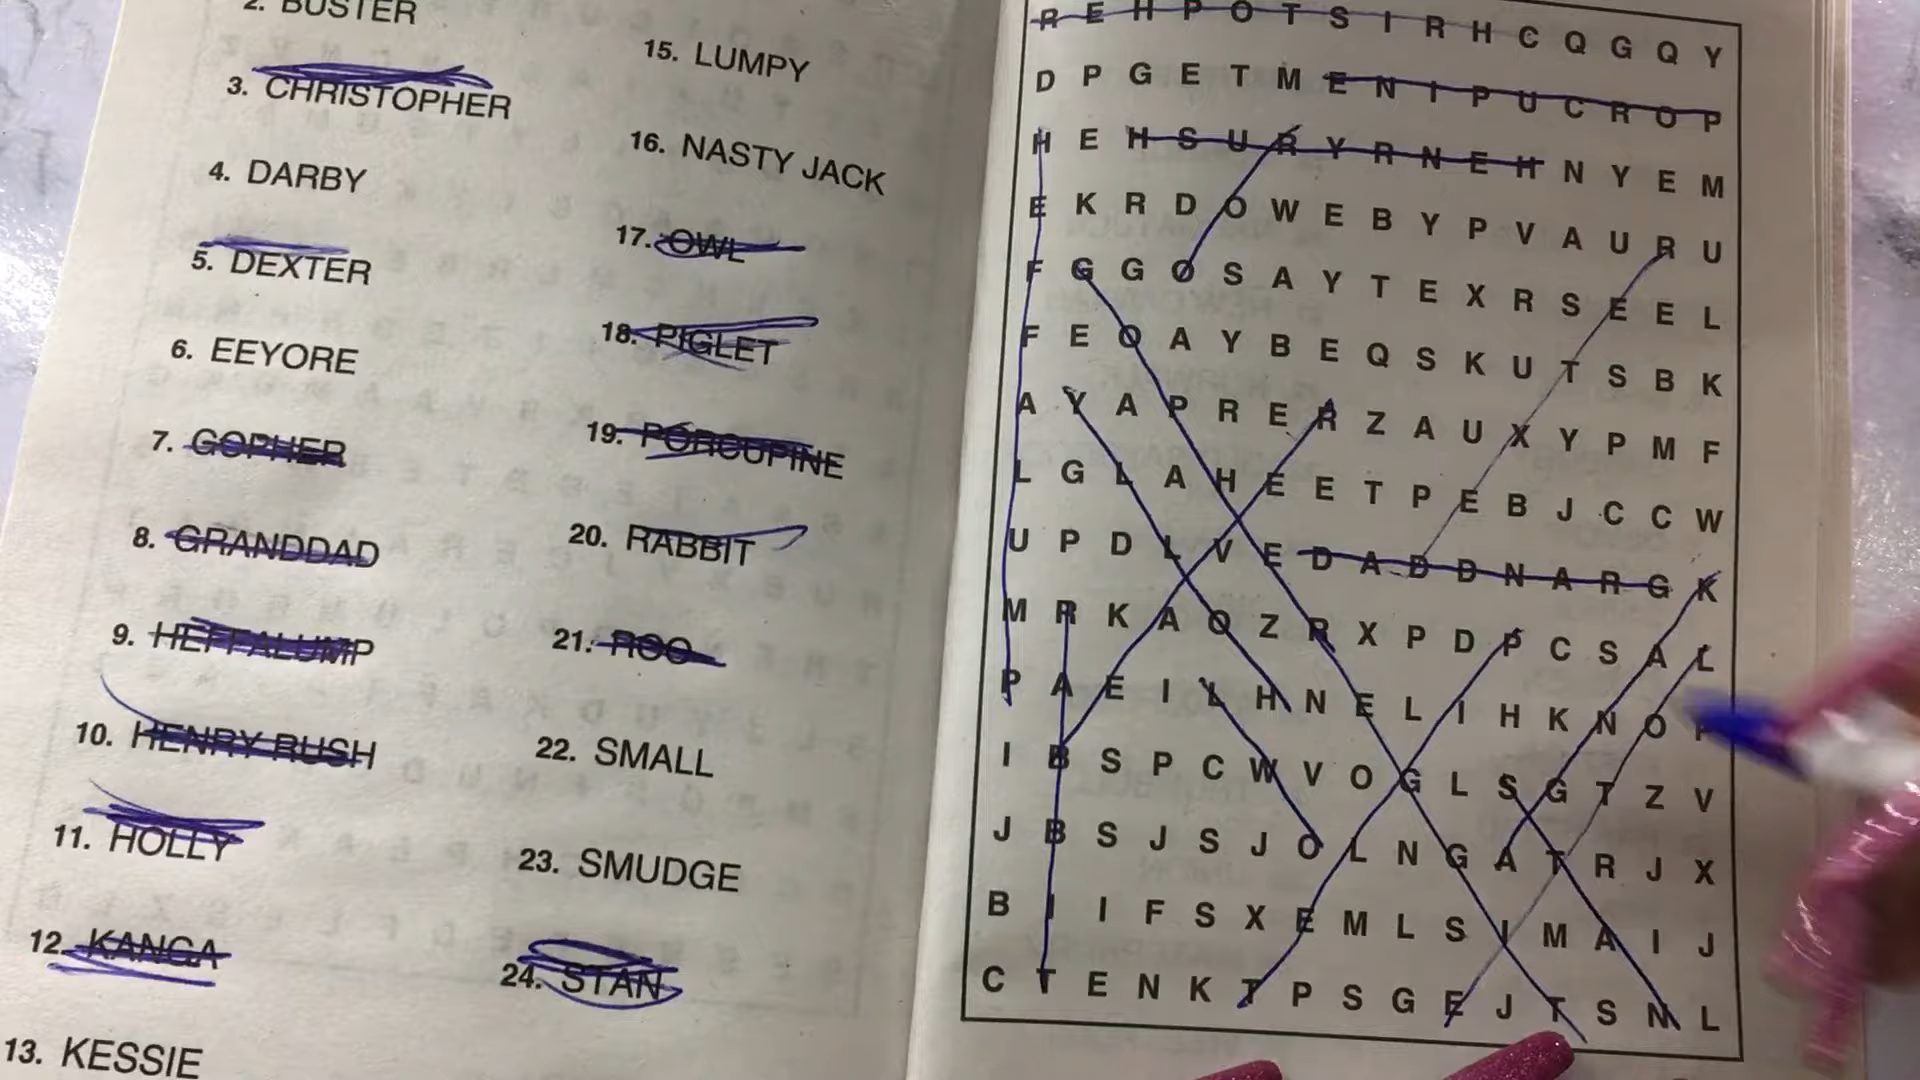 2. BUSTER
3. CHRISTOPHER
4. DARBY
5. DEXTER
6. EEYORE
7. GOPHER
8. GRANDDAD
9. HEFFALUMP
10. HENRY RUSH
11. HOLLY
12. KANGA
13. KESSIE
15. LUMPY
16. NASTY JACK
17. OWL
18. PIGLET
19. PORCUPINE
20. RABBIT
21. ROO
22. SMALL
23. SMUDGE
24. STAN
R E H P O T S I R H C Q G Q Y
D P G E T M E N I P U C R O P
H E H S U R Y R N E H N Y E M
E K R D O W E B Y P V A U R U
F G G O S A Y T E X R S E E L
F E O A Y B E Q S K U T S B K
A Y A P R E R Z A U X Y P M F
L G L A H E E T P E B J C C W
U P D L V E D A D D N A R G K
M R K A O Z R X P D P C S A L
P A E I L H N E L I H K N O
I B S P C W V O G L S G T Z V
J B S J S J O L N G A T R J X
B I I F S X E M L S I M A I J
C T E N K T P S G E J T S N L